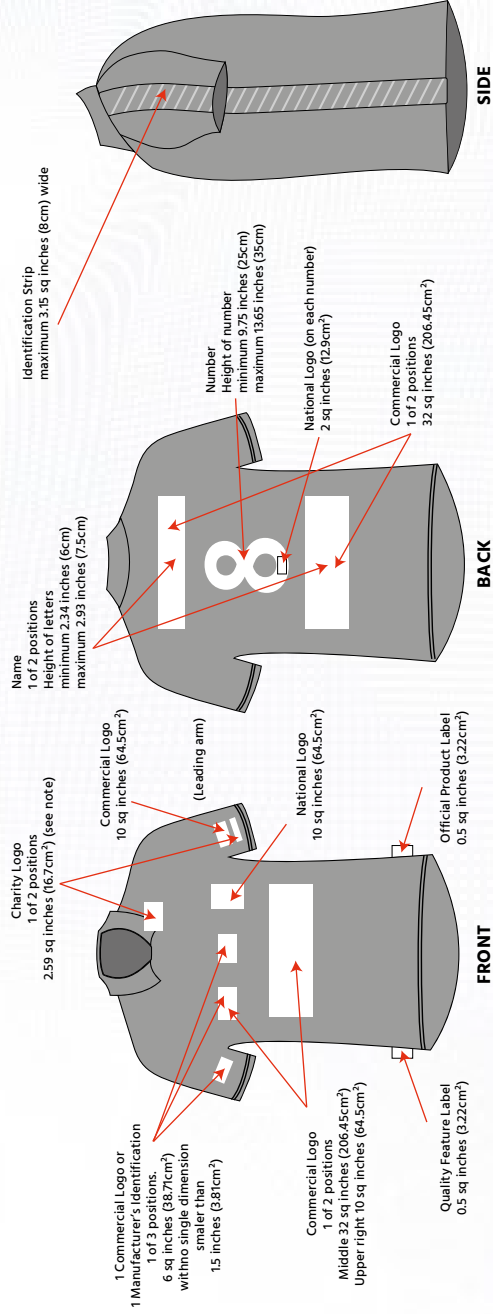 1 Commercial Logo or
1 Manufacturer's Identification
1 of 3 positions.
6 sq inches (38.71cm²)
withno single dimension
smaler than
1.5 inches (3.81cm)
Charity Logo
1 of 2 positions
2.59 sq inches (16.7cm²) (see note)
Commercial Logo
10 sq inches (64.5cm²)
(Leading arm)
National Logo
10 sq inches (64.5cm²)
Commercial Logo
1 of 2 positions
Middle 32 sq inches (206.45cm²)
Upper right 10 sq inches (64.5cm²)
Quality Feature Label
0.5 sq inches (3.22cm²)
Official Product Label
0.5 sq inches (3.22cm²)
FRONT
Name
1 of 2 positions
Height of letters
minimum 2.34 inches (6cm)
maximum 2.93 inches (7.5cm)
8
Number
Height of number
minimum 9.75 inches (25cm)
maximum 13.65 inches (35cm)
National Logo (on each number)
2 sq inches (12.9cm²)
Commercial Logo
1 of 2 positions
32 sq inches (206.45cm²)
BACK
Identification Strip
maximum 3.15 sq inches (8cm) wide
SIDE